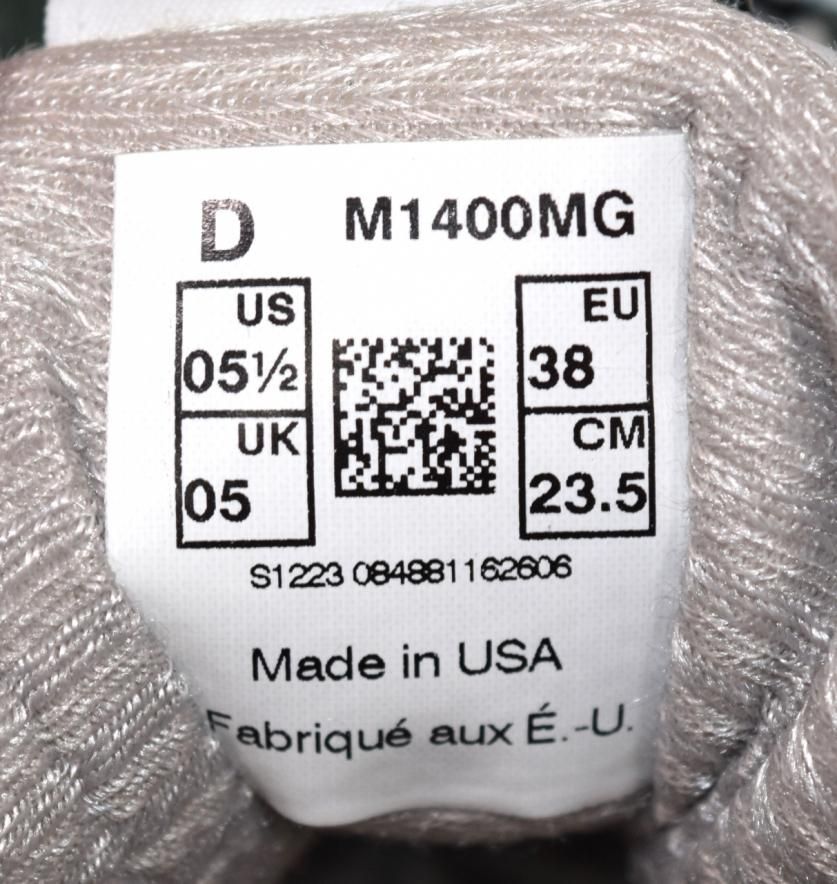 D M1400MG
US EU
05½ 38
UK CM
05 23.5
S1223 084881162606
Made in USA
Fabriqué aux É.-U.